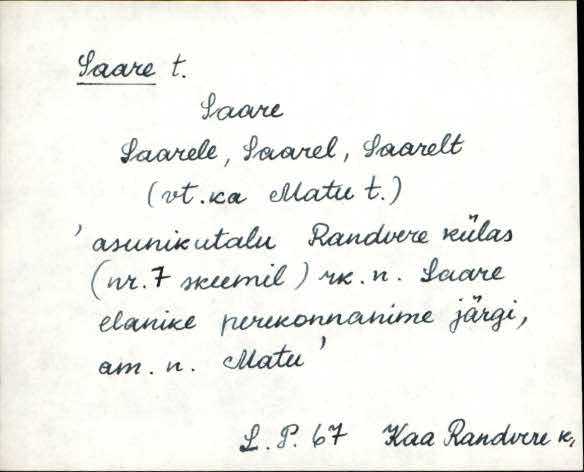 Saare t.
Saare
Saarele, Saarel, Saarelt
(vt. ka Matu t.)
'asunikutalu Randvere külas
(nr. 7 skeemil) rk. n. Saare
elanike perekonnanime järgi,
am. n. Matu'
L. P. 67 Kaa Randvere k,